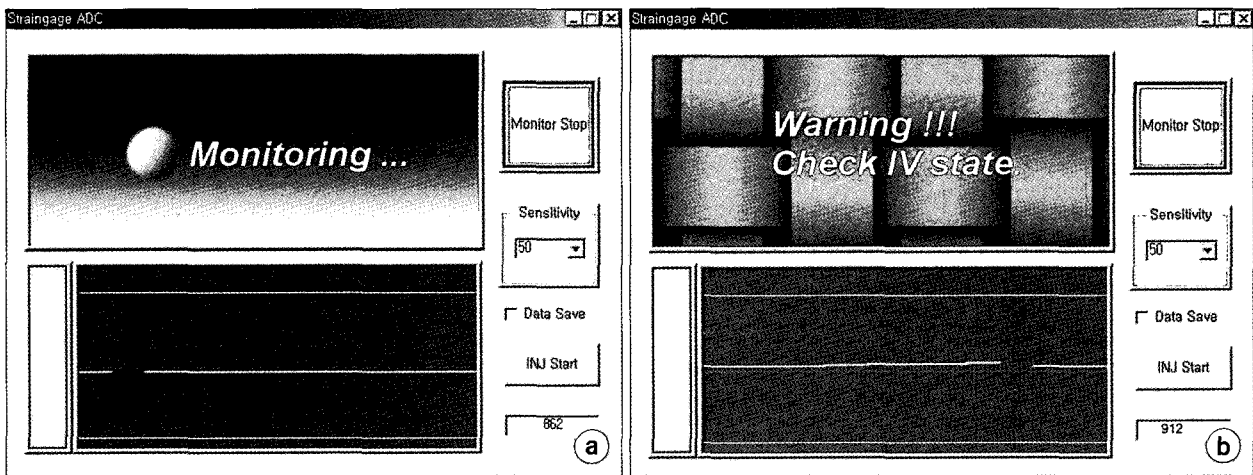 Straingage ADC
Monitoring ...
Monitor Stop
Sensitivity
50
Data Save
INJ Start
862
a
Straingage ADC
Warning !!!
Check IV state.
Monitor Stop
Sensitivity
50
Data Save
INJ Start
912
b